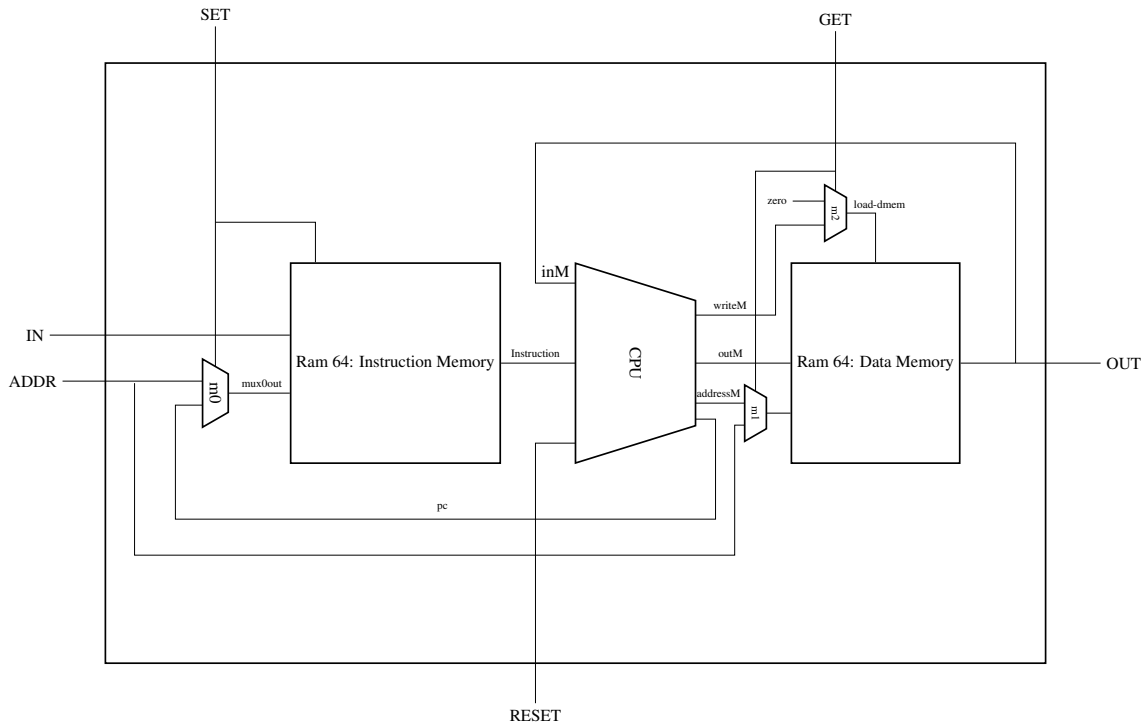 SET
GET
zero
m2
load-dmem
inM
writeM
IN
Ram 64: Instruction Memory
Instruction
CPU
outM
Ram 64: Data Memory
OUT
ADDR
m0
mux0out
addressM
m1
pc
RESET